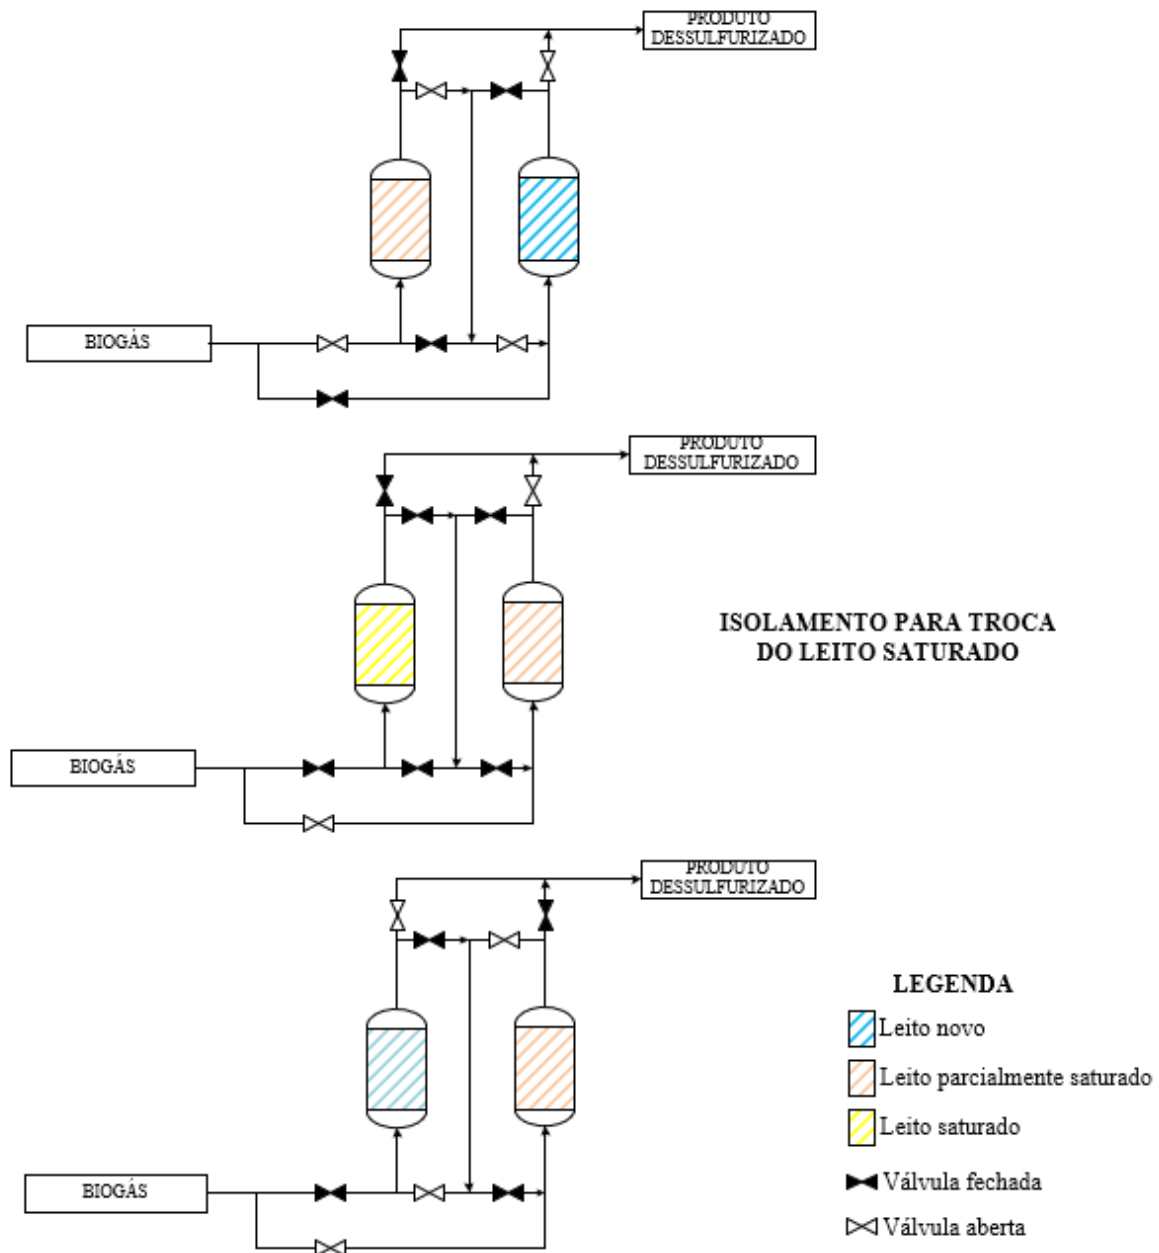 PRODUTO
DESSULFURIZADO
BIOGÁS
PRODUTO
DESSULFURIZADO
ISOLAMENTO PARA TROCA
DO LEITO SATURADO
BIOGÁS
PRODUTO
DESSULFURIZADO
LEGENDA
Leito novo
Leito parcialmente saturado
Leito saturado
Válvula fechada
BIOGÁS
Válvula aberta